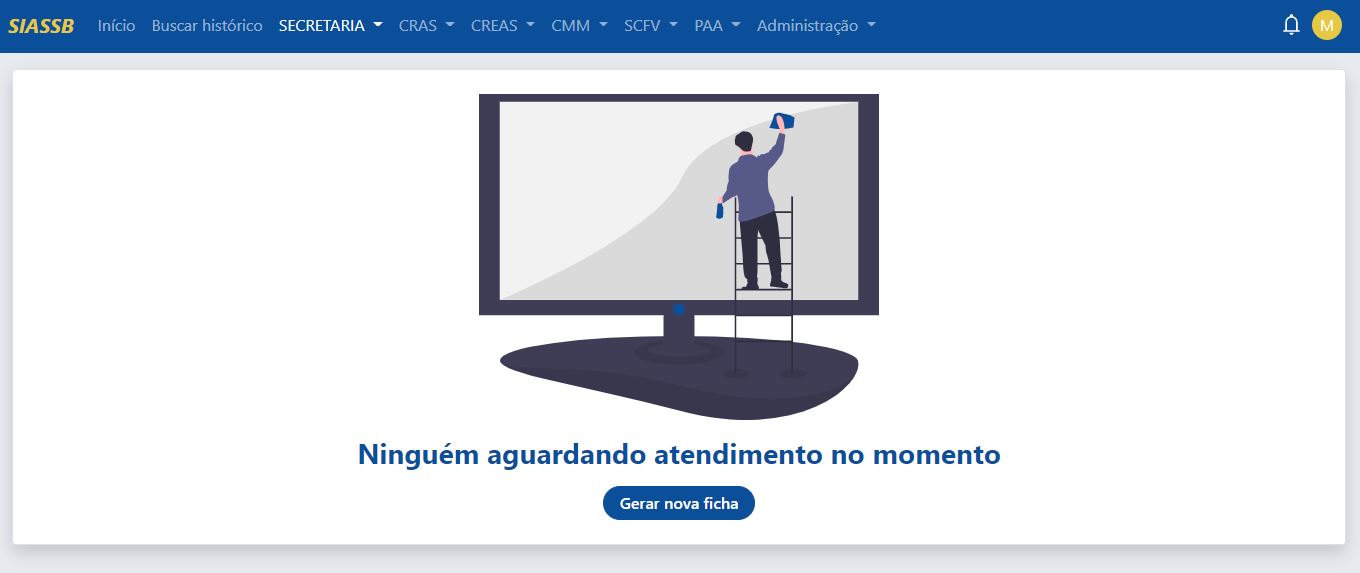 SIASSB Início Buscar histórico SECRETARIA CRAS CREAS CMM SCFV PAA Administração M
Ninguém aguardando atendimento no momento
Gerar nova ficha